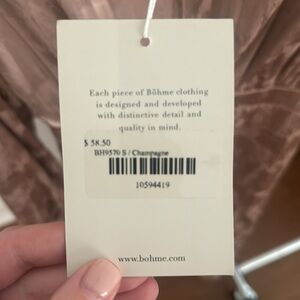 Each piece of Bōhme clothing
is designed and developed
with distinctive detail and
quality in mind.
$ 58.50
BH9570 S / Champagne
10594419
www.bohme.com